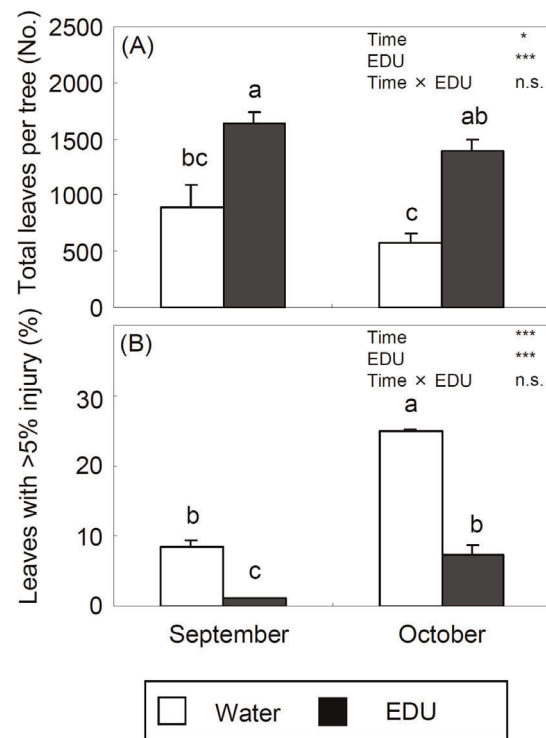 Total leaves per tree (No.)
2500
2000
1500
1000
500
0
(A)
Time *
EDU ***
Time × EDU n.s.
bc
a
c
ab
Leaves with >5% injury (%)
30
20
10
0
(B)
Time ***
EDU ***
Time × EDU n.s.
b
c
a
b
September October
Water EDU